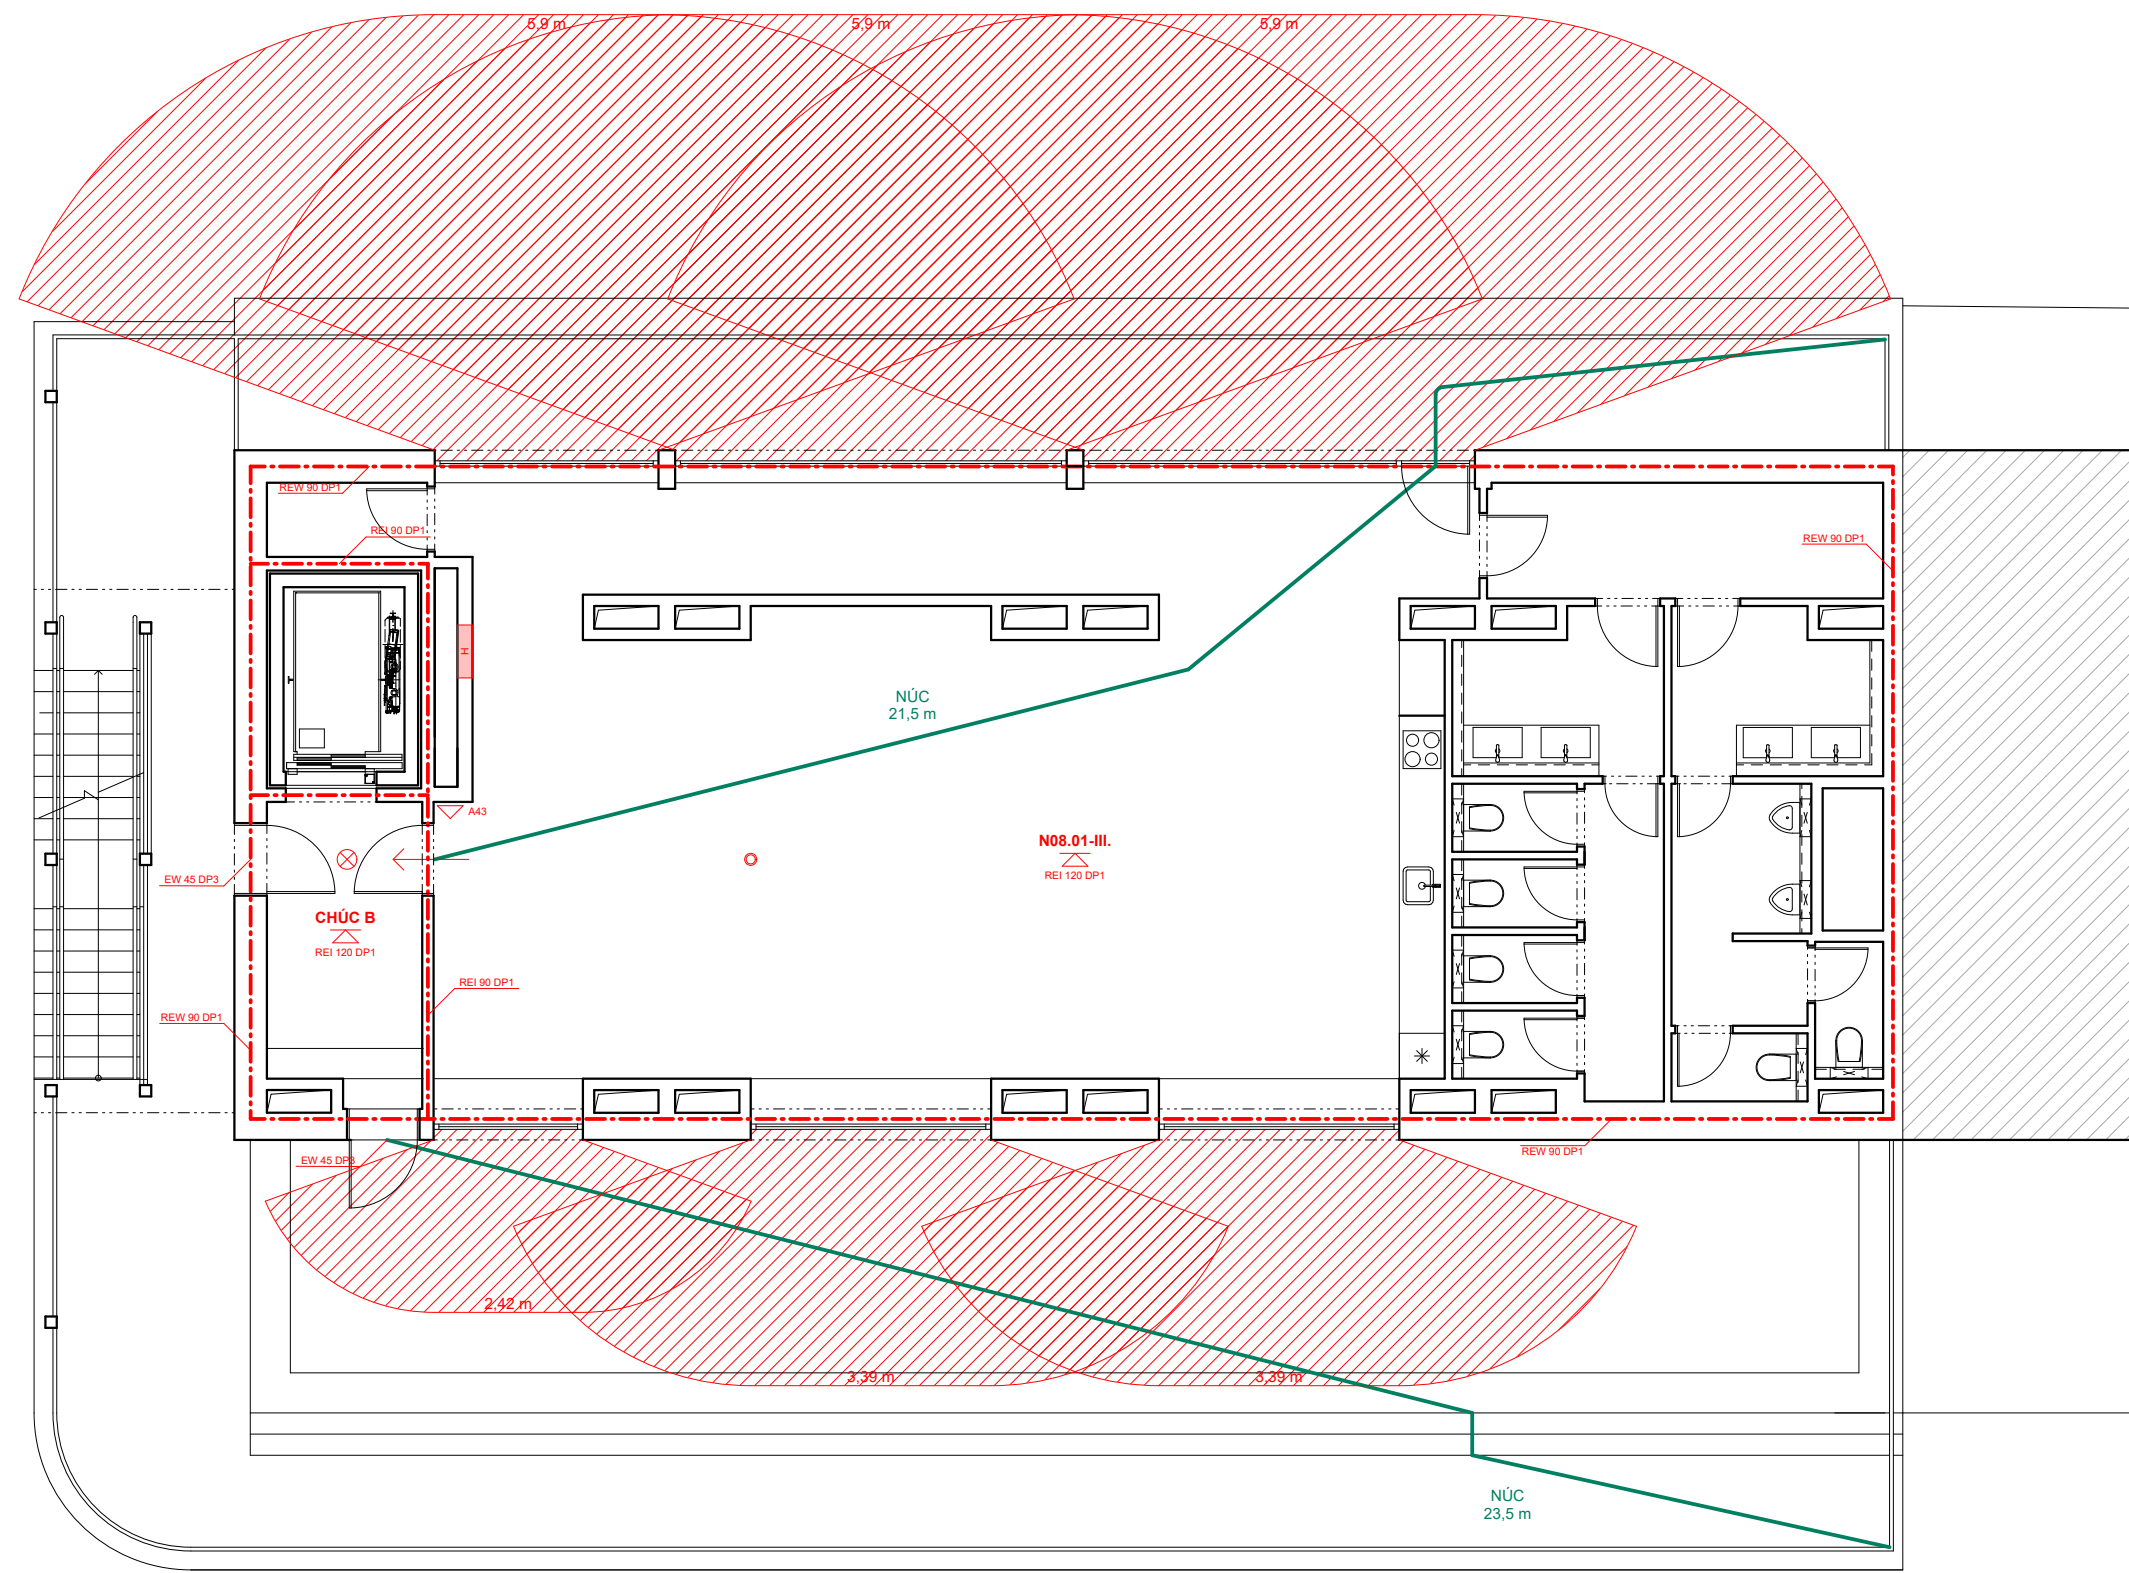 5,9 m
5,9 m
5,9 m
REW 90 DP1
REI 90 DP1
REW 90 DP1
H
NÚC
21,5 m
A43
N08.01-III.
REI 120 DP1
EW 45 DP3
CHÚC B
REI 120 DP1
REI 90 DP1
REW 90 DP1
EW 45 DP3
REW 90 DP1
2,42 m
3,39 m
3,39 m
NÚC
23,5 m